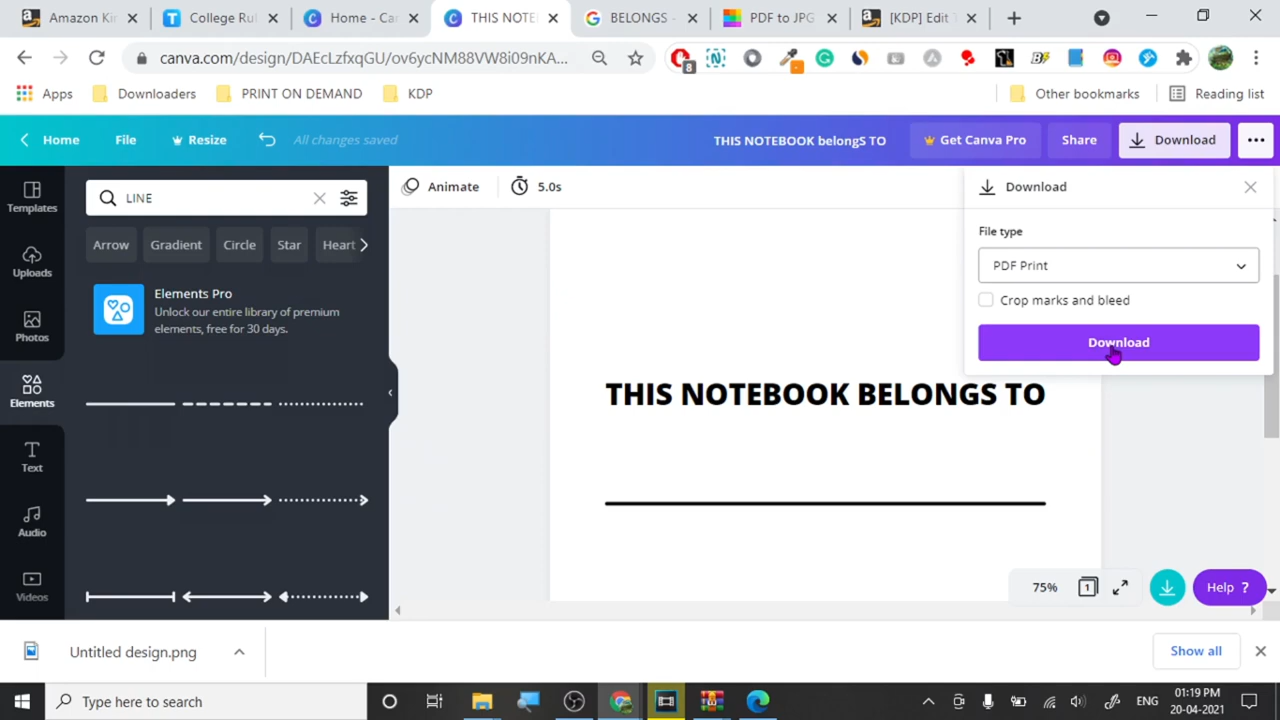 Amazon Ki
College Ru
Home - Ca
THIS NOTE
BELONGS -
PDF to JPG
[KDP] Edit T
canva.com/design/DAEcLzfxqGU/ov6ycNM88VW8i09nKA...
8
Apps
Downloaders
PRINT ON DEMAND
KDP
Other bookmarks
Reading list
Home
File
Resize
All changes saved
THIS NOTEBOOK belongS TO
Get Canva Pro
Share
Download
Templates
Uploads
Photos
Elements
Text
Audio
Videos
LINE
Arrow
Gradient
Circle
Star
Heart
Elements Pro
Unlock our entire library of premium
elements, free for 30 days.
Animate
5.0s
Download
File type
PDF Print
Crop marks and bleed
Download
THIS NOTEBOOK BELONGS TO
75%
1
Help ?
Untitled design.png
Show all
Type here to search
ENG
01:19 PM
20-04-2021